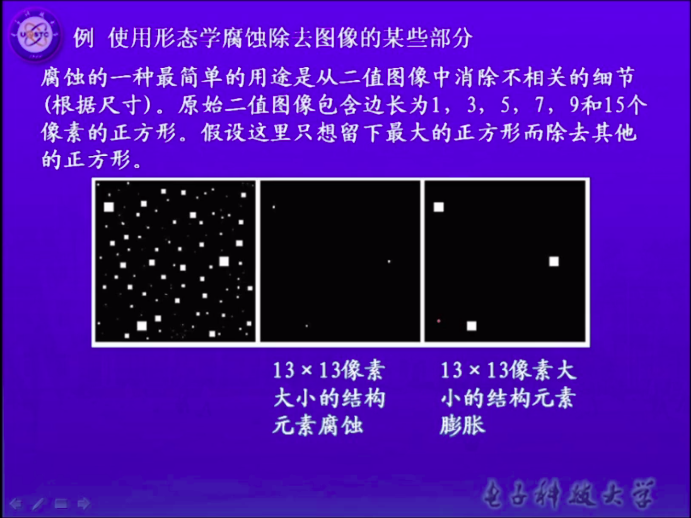 例 使用形态学腐蚀除去图像的某些部分
腐蚀的一种最简单的用途是从二值图像中消除不相关的细节
(根据尺寸)。原始二值图像包含边长为1，3，5，7，9和15个
像素的正方形。假设这里只想留下最大的正方形而除去其他
的正方形。
13×13像素
大小的结构
元素腐蚀
13×13像素大
小的结构元素
膨胀
电子科技大学